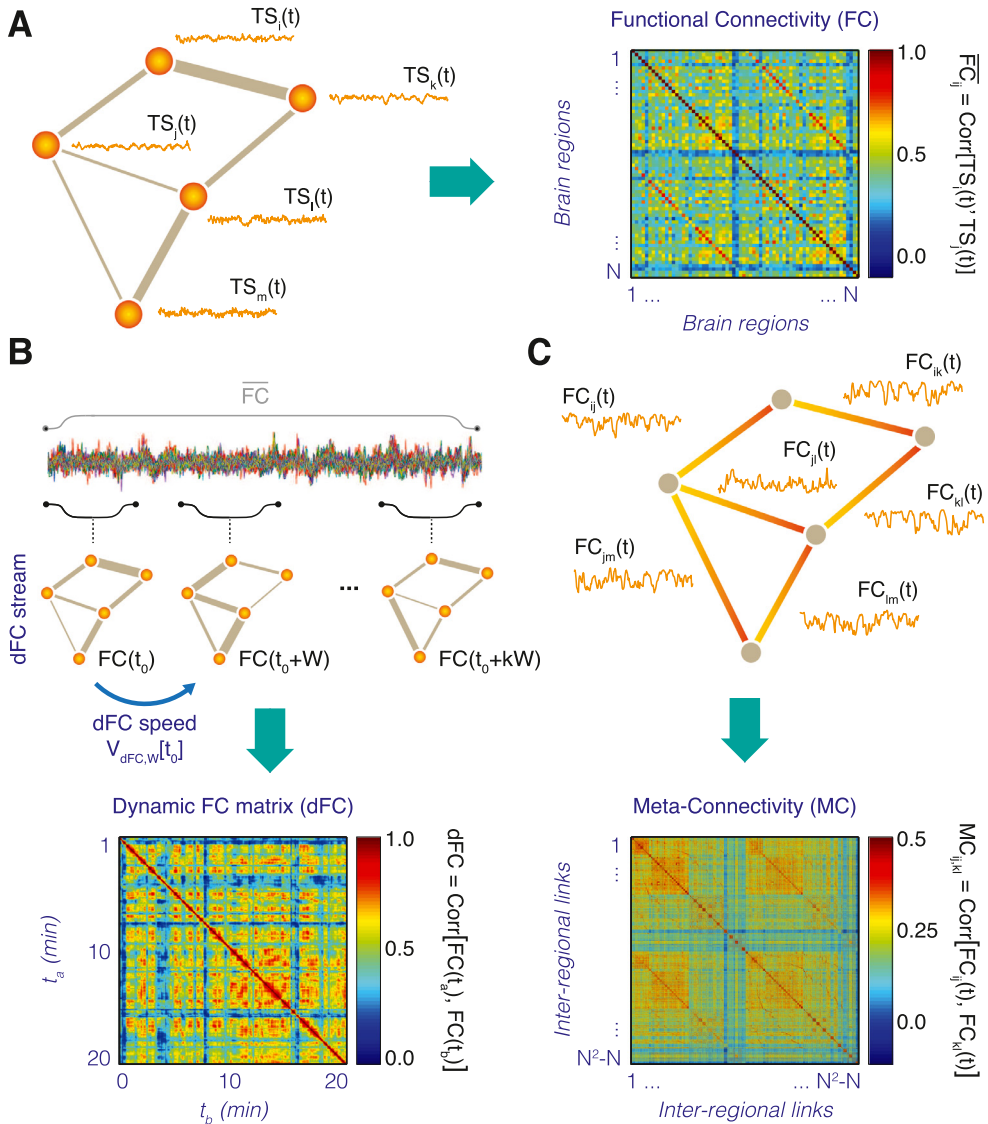 A
TS_i(t)
TS_k(t)
TS_j(t)
TS_l(t)
TS_m(t)
Functional Connectivity (FC)
1
⋮
N
Brain regions
1 ... ... N
Brain regions
1.0
0.5
0.0
F̅C̅_ij = Corr[TS_i(t), TS_j(t)]
B
F̅C̅
dFC stream
...
FC(t_0)
FC(t_0+W)
FC(t_0+kW)
dFC speed
V_dFC,W[t_0]
Dynamic FC matrix (dFC)
1
10
20
t_a (min)
0 10 20
t_b (min)
1.0
0.5
0.0
dFC = Corr[FC(t_a), FC(t_b)]
C
FC_ik(t)
FC_ij(t)
FC_jl(t)
FC_kl(t)
FC_jm(t)
FC_lm(t)
Meta-Connectivity (MC)
1
⋮
⋮
N²-N
Inter-regional links
1 ... ... N²-N
Inter-regional links
0.5
0.25
0.0
MC_ij,kl = Corr[FC_ij(t), FC_kl(t)]